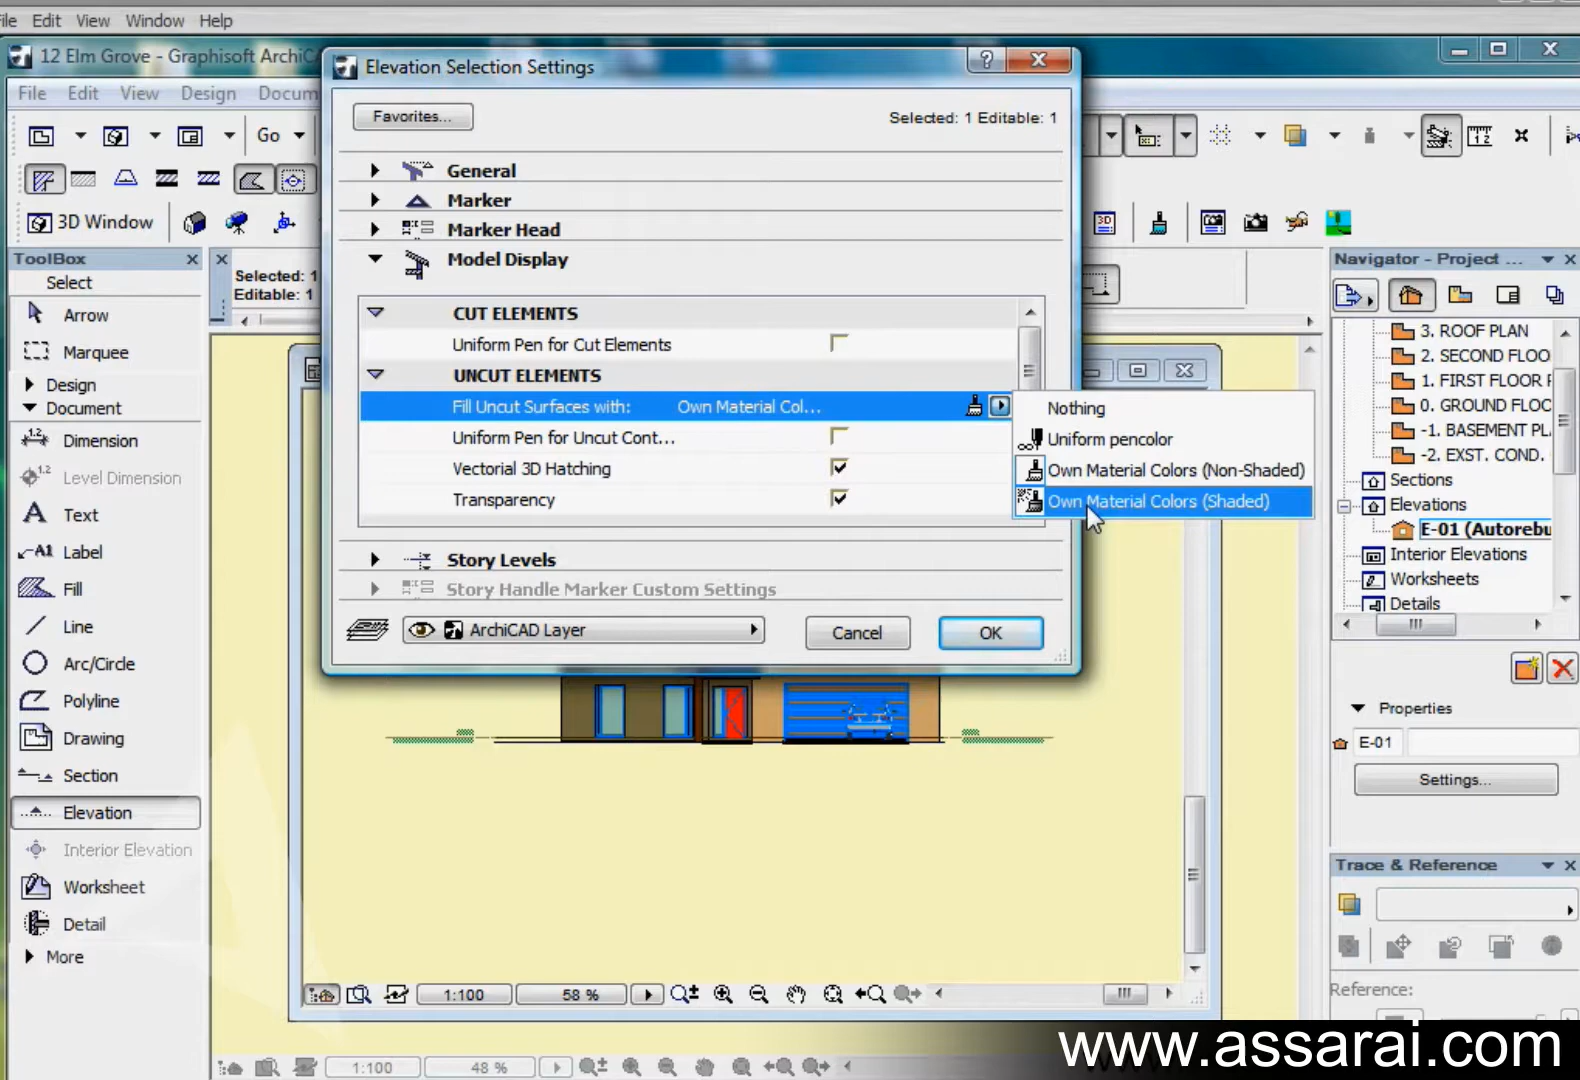 File Edit View Window Help
12 Elm Grove - Graphisoft ArchiCA
Elevation Selection Settings
File Edit View Design Docum
Favorites...
Selected: 1 Editable: 1
Go
General
Marker
Marker Head
Model Display
3D Window
ToolBox
Select
Selected: 1
Editable: 1
Navigator - Project ...
Arrow
Marquee
Design
Document
Dimension
Level Dimension
Text
Label
Fill
Line
Arc/Circle
Polyline
Drawing
Section
Elevation
Interior Elevation
Worksheet
Detail
More
CUT ELEMENTS
Uniform Pen for Cut Elements
UNCUT ELEMENTS
Fill Uncut Surfaces with: Own Material Col...
Uniform Pen for Uncut Cont...
Vectorial 3D Hatching
Transparency
Nothing
Uniform pencolor
Own Material Colors (Non-Shaded)
Own Material Colors (Shaded)
Story Levels
Story Handle Marker Custom Settings
ArchiCAD Layer
Cancel
OK
3. ROOF PLAN
2. SECOND FLOO
1. FIRST FLOOR F
0. GROUND FLOC
-1. BASEMENT PL
-2. EXST. COND.
Sections
Elevations
E-01 (Autorebu
Interior Elevations
Worksheets
Details
Properties
E-01
Settings...
Trace & Reference
Reference:
1:100 58 %
1:100 48 %
www.assarai.com